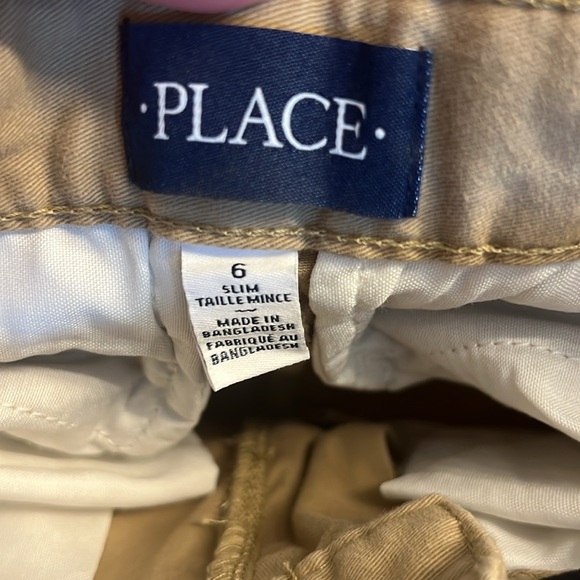 ·PLACE·
6
SLIM
TAILLE MINCE
MADE IN
BANGLADESH
FABRIQUÉ AU
BANGLADESH